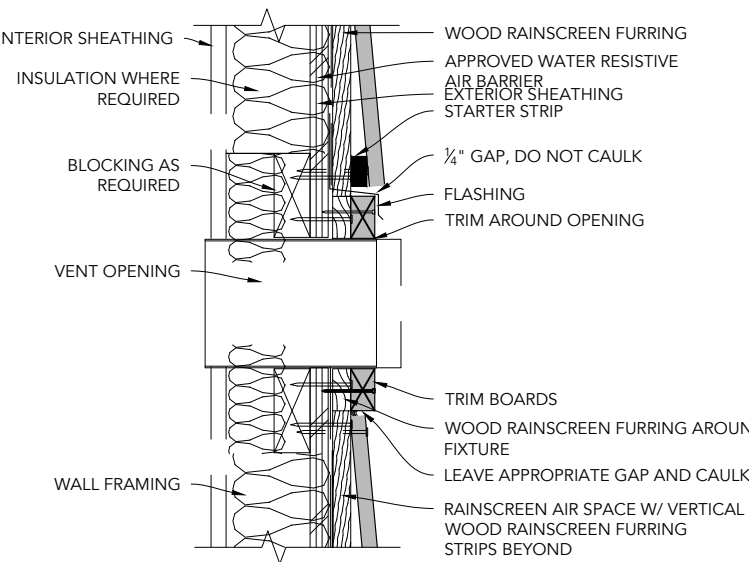 NTERIOR SHEATHING
INSULATION WHERE
REQUIRED
BLOCKING AS
REQUIRED
VENT OPENING
WALL FRAMING
WOOD RAINSCREEN FURRING
APPROVED WATER RESISTIVE
AIR BARRIER
EXTERIOR SHEATHING
STARTER STRIP
¼" GAP, DO NOT CAULK
FLASHING
TRIM AROUND OPENING
TRIM BOARDS
WOOD RAINSCREEN FURRING AROUN
FIXTURE
LEAVE APPROPRIATE GAP AND CAULK
RAINSCREEN AIR SPACE W/ VERTICAL
WOOD RAINSCREEN FURRING
STRIPS BEYOND